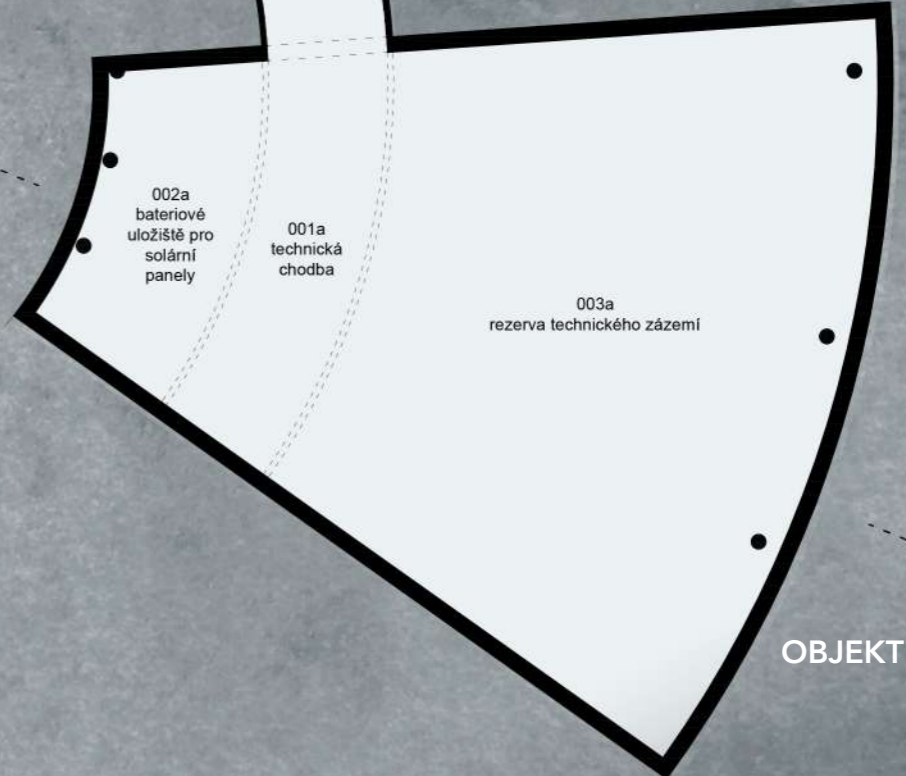 002a
bateriové
uložiště pro
solární
panely
001a
technická
chodba
003a
rezerva technického zázemí
OBJEKT